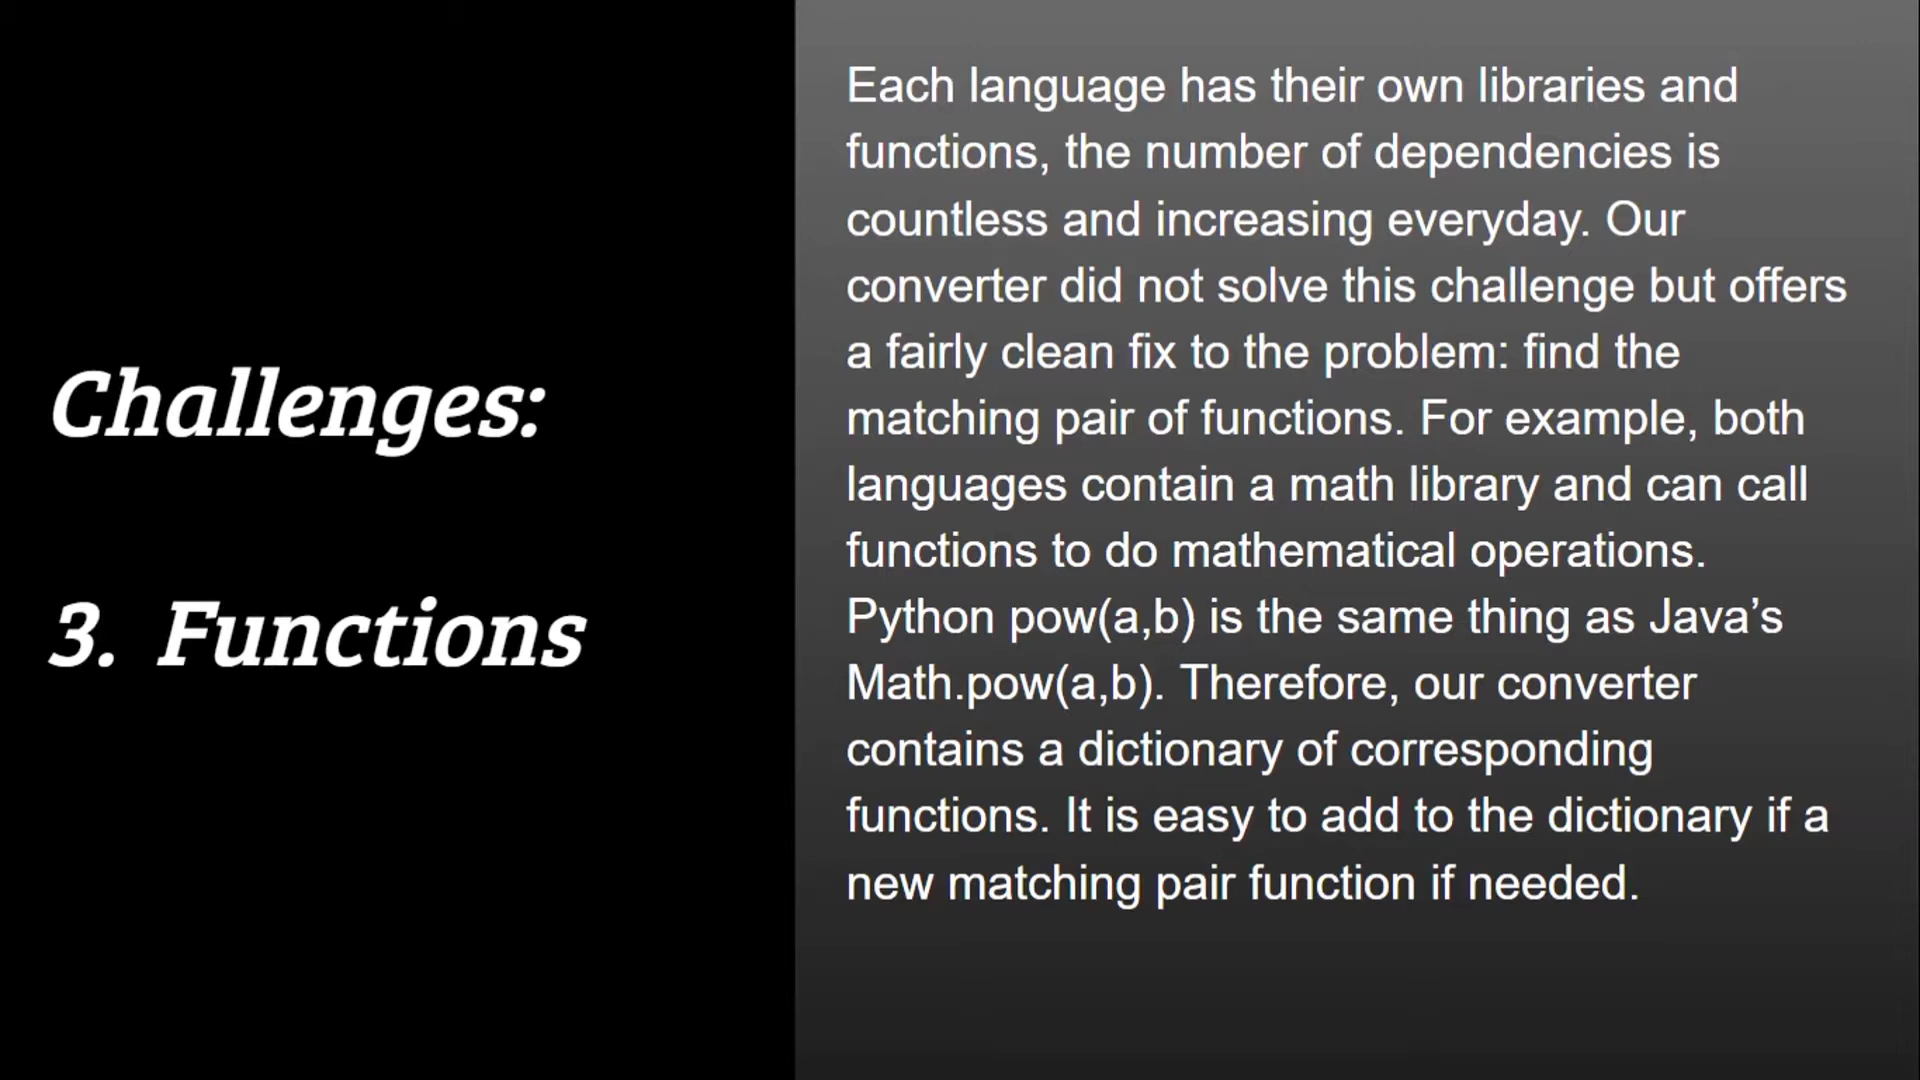 Challenges:
3. Functions
Each language has their own libraries and
functions, the number of dependencies is
countless and increasing everyday. Our
converter did not solve this challenge but offers
a fairly clean fix to the problem: find the
matching pair of functions. For example, both
languages contain a math library and can call
functions to do mathematical operations.
Python pow(a,b) is the same thing as Java’s
Math.pow(a,b). Therefore, our converter
contains a dictionary of corresponding
functions. It is easy to add to the dictionary if a
new matching pair function if needed.